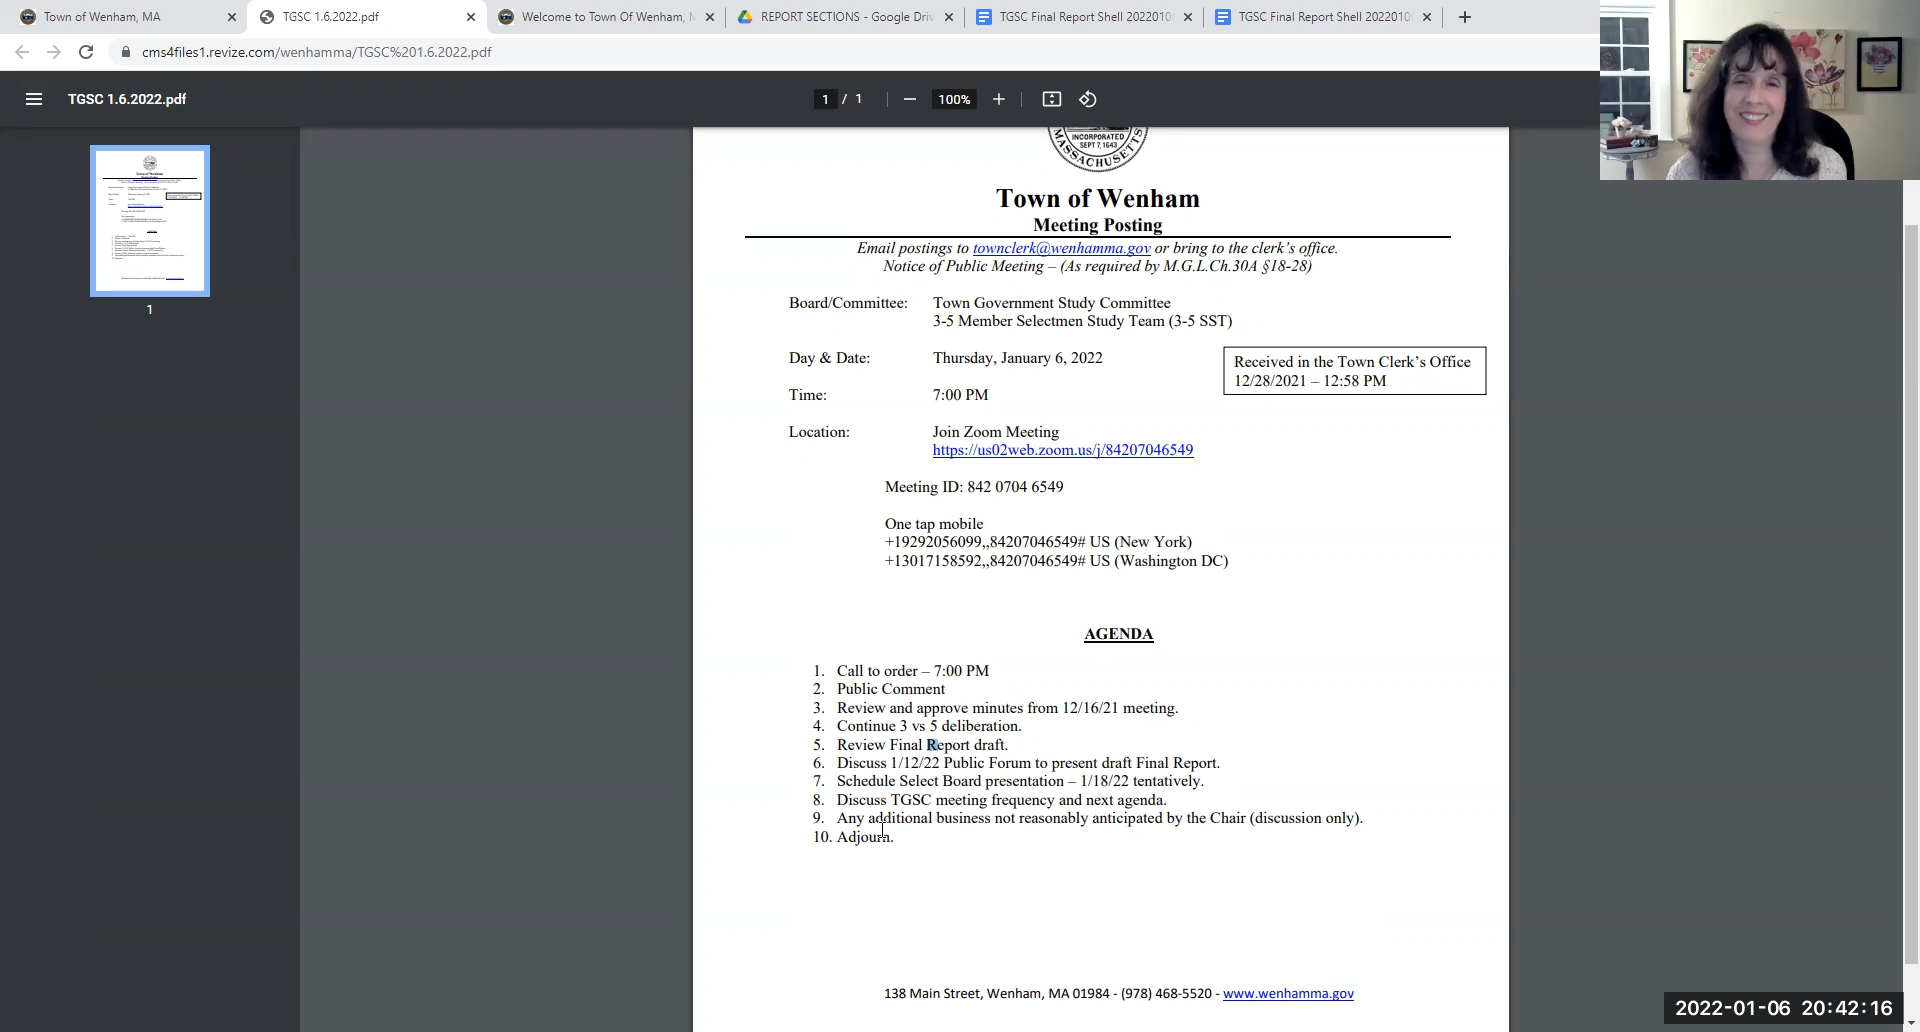 Town of Wenham, MA
TGSC 1.6.2022.pdf
Welcome to Town Of Wenham, M
REPORT SECTIONS - Google Driv
TGSC Final Report Shell 2022010
TGSC Final Report Shell 2022010
cms4files1.revize.com/wenhamma/TGSC%201.6.2022.pdf
TGSC 1.6.2022.pdf
1 / 1
100%
1
INCORPORATED
SEPT 7, 1643
MASSACHUSETTS
Town of Wenham
Meeting Posting
Email postings to townclerk@wenhamma.gov or bring to the clerk's office.
Notice of Public Meeting – (As required by M.G.L.Ch.30A §18-28)
Board/Committee: Town Government Study Committee
3-5 Member Selectmen Study Team (3-5 SST)
Day & Date: Thursday, January 6, 2022
Received in the Town Clerk's Office
12/28/2021 – 12:58 PM
Time: 7:00 PM
Location: Join Zoom Meeting
https://us02web.zoom.us/j/84207046549
Meeting ID: 842 0704 6549
One tap mobile
+19292056099,,84207046549# US (New York)
+13017158592,,84207046549# US (Washington DC)
AGENDA
1. Call to order – 7:00 PM
2. Public Comment
3. Review and approve minutes from 12/16/21 meeting.
4. Continue 3 vs 5 deliberation.
5. Review Final Report draft.
6. Discuss 1/12/22 Public Forum to present draft Final Report.
7. Schedule Select Board presentation – 1/18/22 tentatively.
8. Discuss TGSC meeting frequency and next agenda.
9. Any additional business not reasonably anticipated by the Chair (discussion only).
10. Adjourn.
138 Main Street, Wenham, MA 01984 - (978) 468-5520 - www.wenhamma.gov
2022-01-06 20:42:16